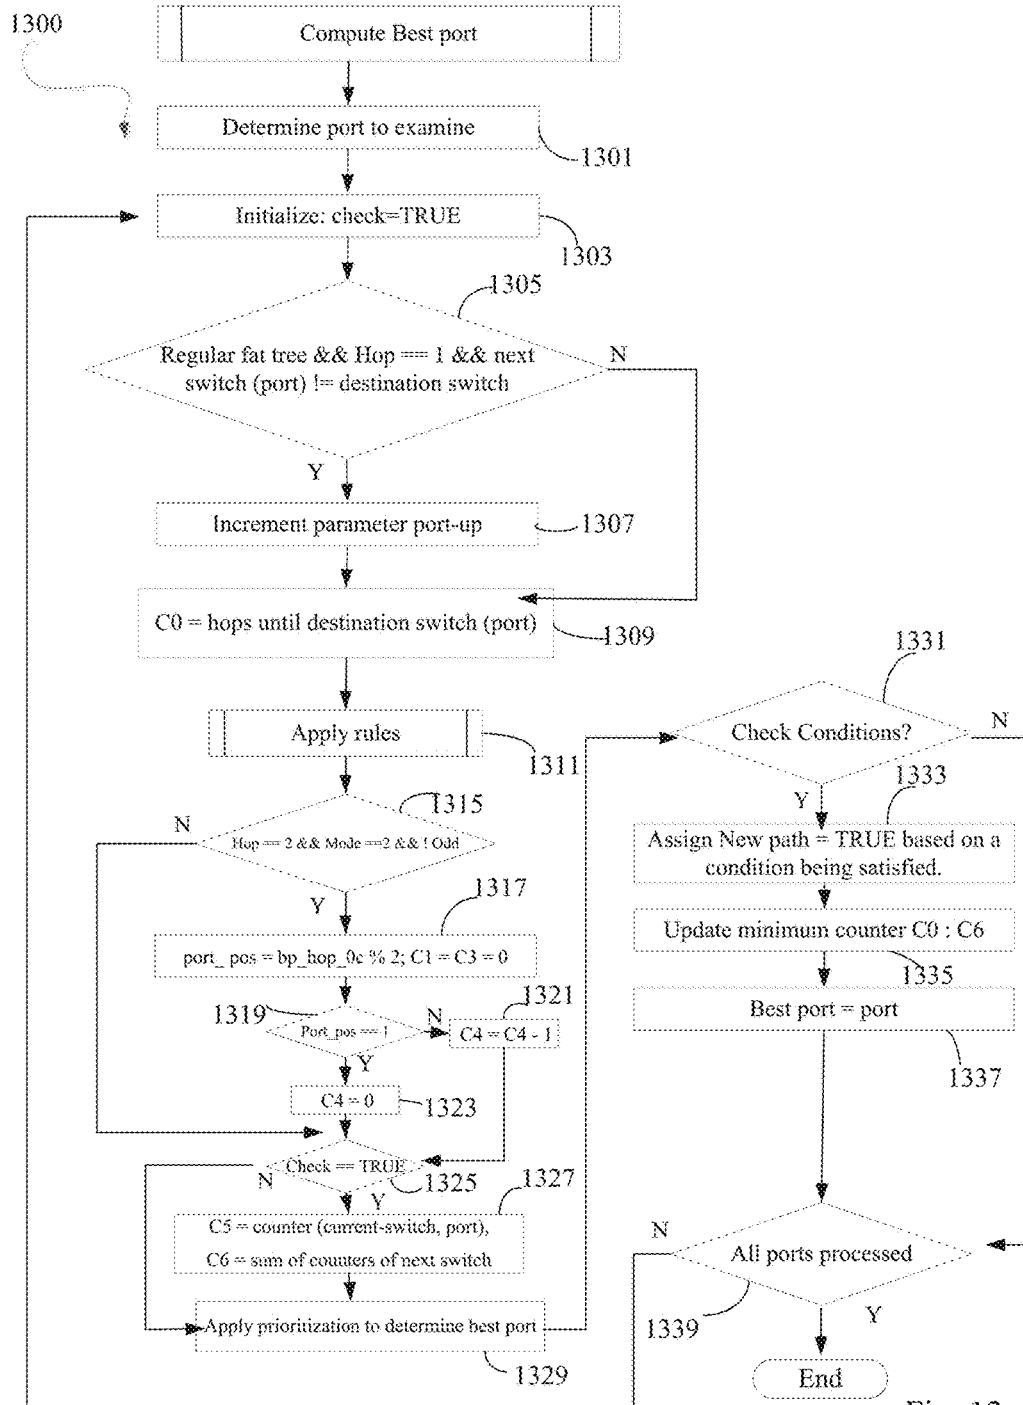 1300
Compute Best port
Determine port to examine
1301
Initialize: check=TRUE
1303
1305
Regular fat tree && Hop == 1 && next
switch (port) != destination switch
N
Y
Increment parameter port-up
1307
C0 = hops until destination switch (port)
1309
Apply rules
1311
1315
N
Hop == 2 && Mode ==2 && ! Odd
Y
1317
port_ pos = bp_hop_0c % 2; C1 = C3 = 0
1319
Port_pos == 1
N
1321
C4 = C4 - 1
Y
C4 = 0
1323
Check == TRUE
N
1325
Y
1327
C5 = counter (current-switch, port),
C6 = sum of counters of next switch
Apply prioritization to determine best port
1329
1331
Check Conditions?
N
Y
1333
Assign New path = TRUE based on a
condition being satisfied.
Update minimum counter C0 : C6
1335
Best port = port
1337
N
All ports processed
1339
Y
End